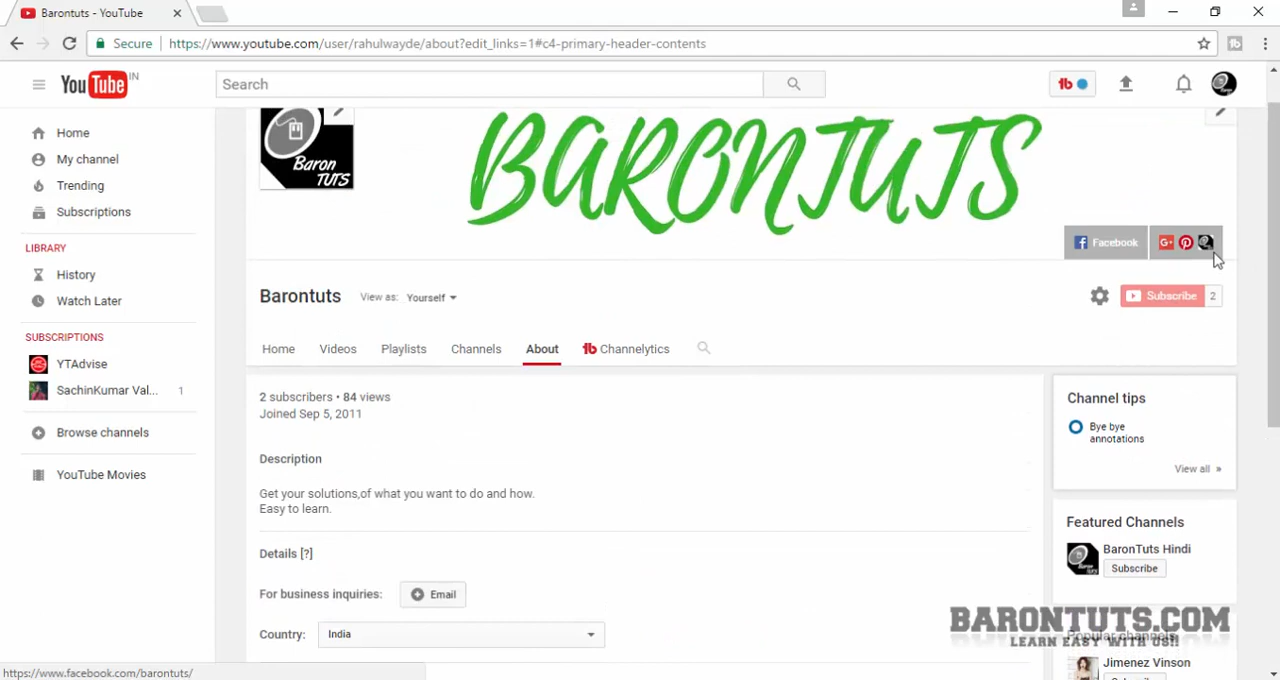 Barontuts - YouTube
Secure https://www.youtube.com/user/rahulwayde/about?edit_links=1#c4-primary-header-contents
YouTube IN
Search
tb
Home
My channel
Trending
Subscriptions
LIBRARY
History
Watch Later
SUBSCRIPTIONS
YTAdvise
SachinKumar Val... 1
Browse channels
YouTube Movies
Baron
TUTS
BARONTUTS
Facebook G+
Barontuts View as: Yourself
Subscribe 2
Home Videos Playlists Channels About tb Channelytics
2 subscribers • 84 views
Joined Sep 5, 2011
Description
Get your solutions,of what you want to do and how.
Easy to learn.
Details [?]
For business inquiries: Email
Country: India
Channel tips
Bye bye
annotations
View all »
Featured Channels
BaronTuts Hindi
Subscribe
BARONTUTS.COM
Popular channels
LEARN EASY WITH US!!
Jimenez Vinson
https://www.facebook.com/barontuts/